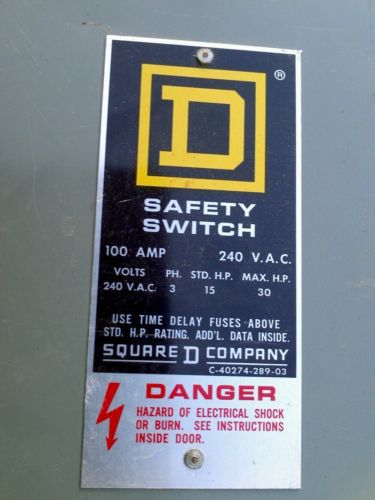 D ®
SAFETY
SWITCH
100 AMP 240 V.A.C.
VOLTS PH. STD. H.P. MAX. H.P.
240 V.A.C. 3 15 30
USE TIME DELAY FUSES ABOVE
STD. H.P. RATING. ADD'L. DATA INSIDE.
SQUARE D COMPANY
C-40274-289-03
DANGER
HAZARD OF ELECTRICAL SHOCK
OR BURN. SEE INSTRUCTIONS
INSIDE DOOR.